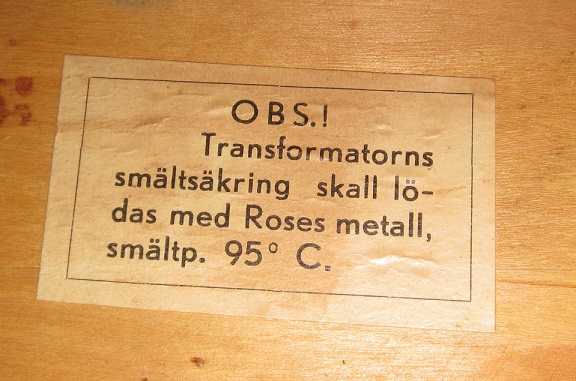 OBS.!
Transformatorns
smältsäkring skall lö-
das med Roses metall,
smältp. 95° C.